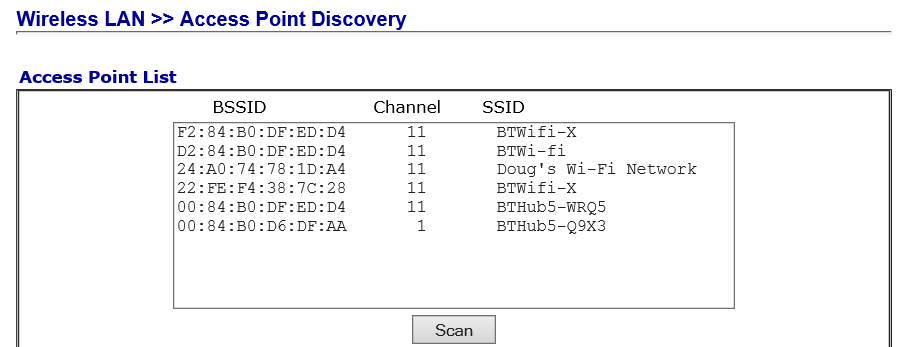 Wireless LAN >> Access Point Discovery
Access Point List
BSSID Channel SSID
F2:84:B0:DF:ED:D4 11 BTWifi-X
D2:84:B0:DF:ED:D4 11 BTWi-fi
24:A0:74:78:1D:A4 11 Doug's Wi-Fi Network
22:FE:F4:38:7C:28 11 BTWifi-X
00:84:B0:DF:ED:D4 11 BTHub5-WRQ5
00:84:B0:D6:DF:AA 1 BTHub5-Q9X3
Scan